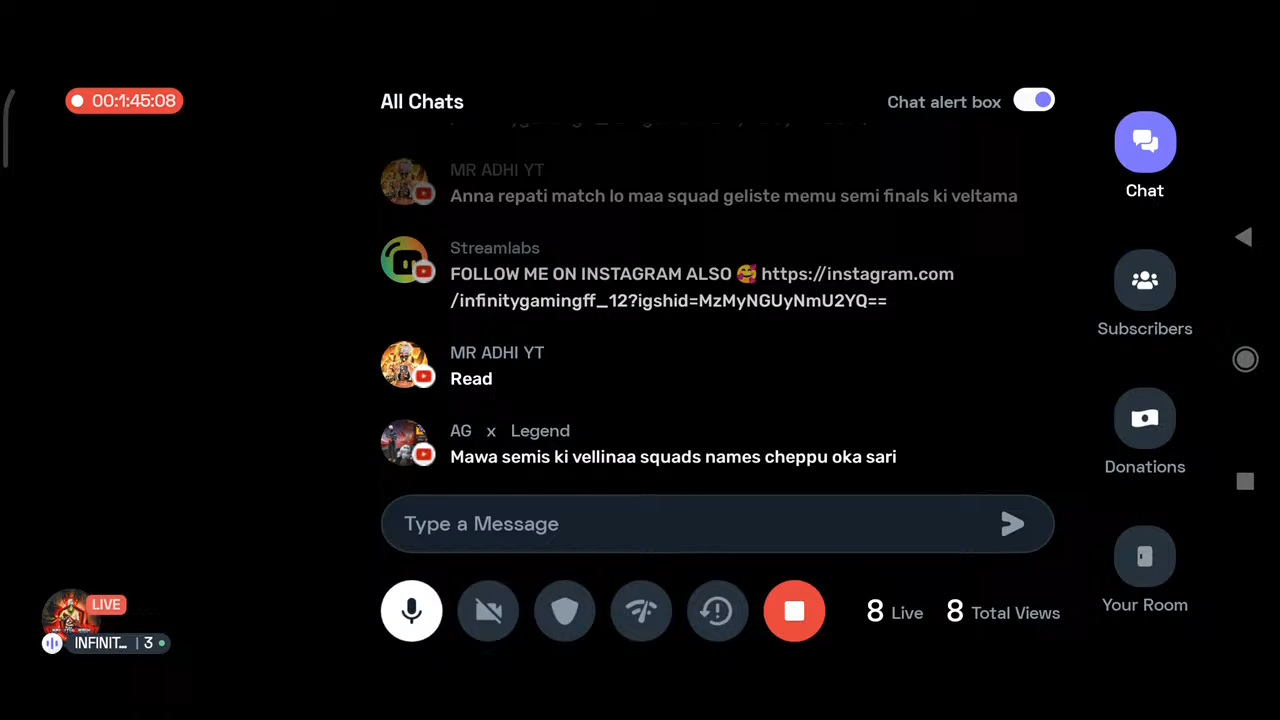 00:1:45:08
All Chats
Chat alert box
MR ADHI YT
Anna repati match lo maa squad geliste memu semi finals ki veltama
Streamlabs
FOLLOW ME ON INSTAGRAM ALSO 🥰 https://instagram.com
/infinitygamingff_12?igshid=MzMyNGUyNmU2YQ==
MR ADHI YT
Read
AG x Legend
Mawa semis ki vellinaa squads names cheppu oka sari
Type a Message
8 Live 8 Total Views
Chat
Subscribers
Donations
Your Room
LIVE
INFINIT... | 3